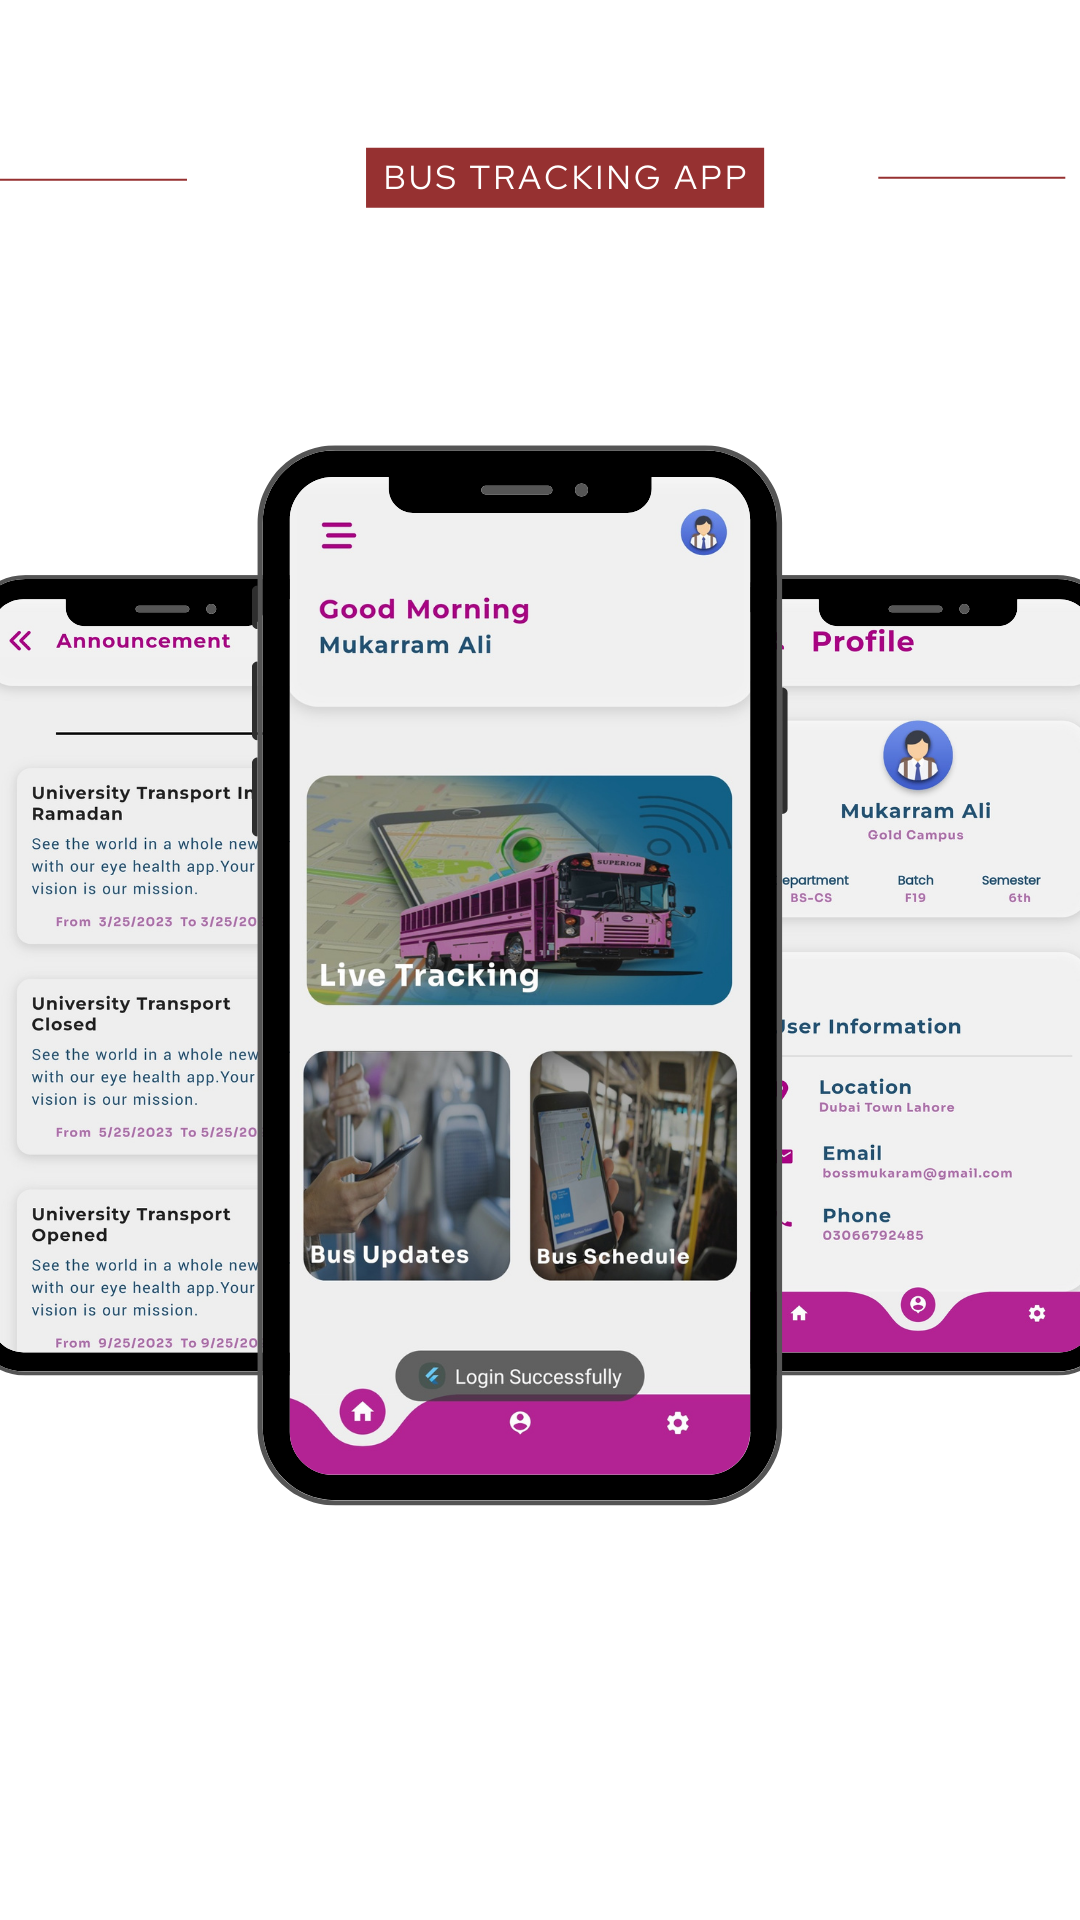 BUS TRACKING APP
Announcement
University Transport In
Ramadan
See the world in a whole new
with our eye health app.Your
vision is our mission.
From 3/25/2023 To 3/25/20
University Transport
Closed
See the world in a whole new
with our eye health app.Your
vision is our mission.
From 5/25/2023 To 5/25/20
University Transport
Opened
See the world in a whole new
with our eye health app.Your
vision is our mission.
From 9/25/2023 To 9/25/20
Good Morning
Mukarram Ali
SUPERIOR
Live Tracking
Bus Updates
Bus Schedule
Login Successfully
Profile
Mukarram Ali
Gold Campus
epartment Batch Semester
BS-CS F19 6th
User Information
Location
Dubai Town Lahore
Email
bossmukaram@gmail.com
Phone
03066792485